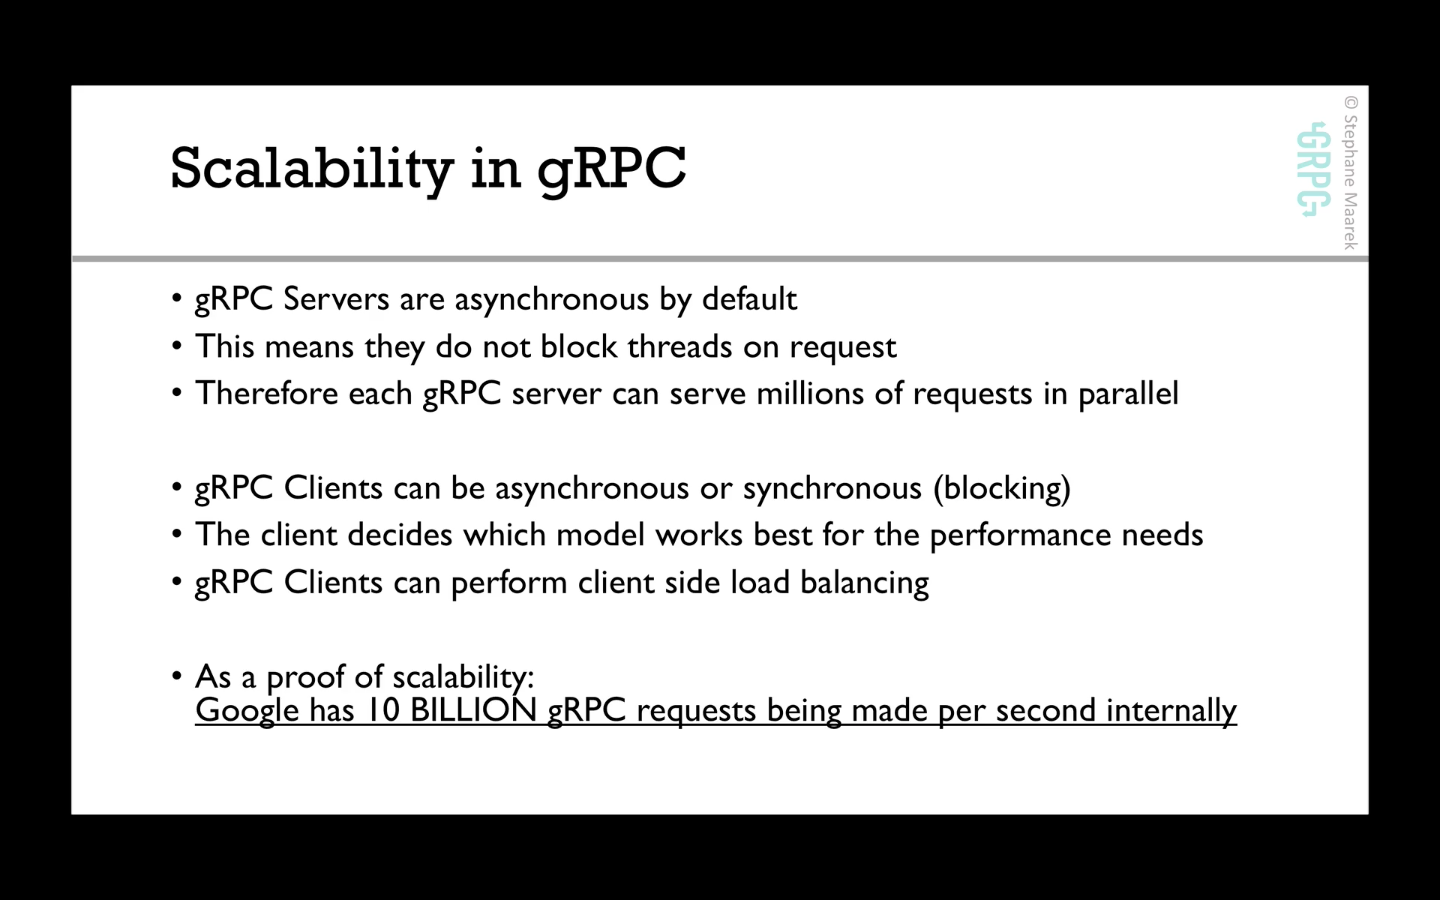 Scalability in gRPC
© Stephane Maarek
GRPC
• gRPC Servers are asynchronous by default
• This means they do not block threads on request
• Therefore each gRPC server can serve millions of requests in parallel
• gRPC Clients can be asynchronous or synchronous (blocking)
• The client decides which model works best for the performance needs
• gRPC Clients can perform client side load balancing
• As a proof of scalability:
Google has 10 BILLION gRPC requests being made per second internally